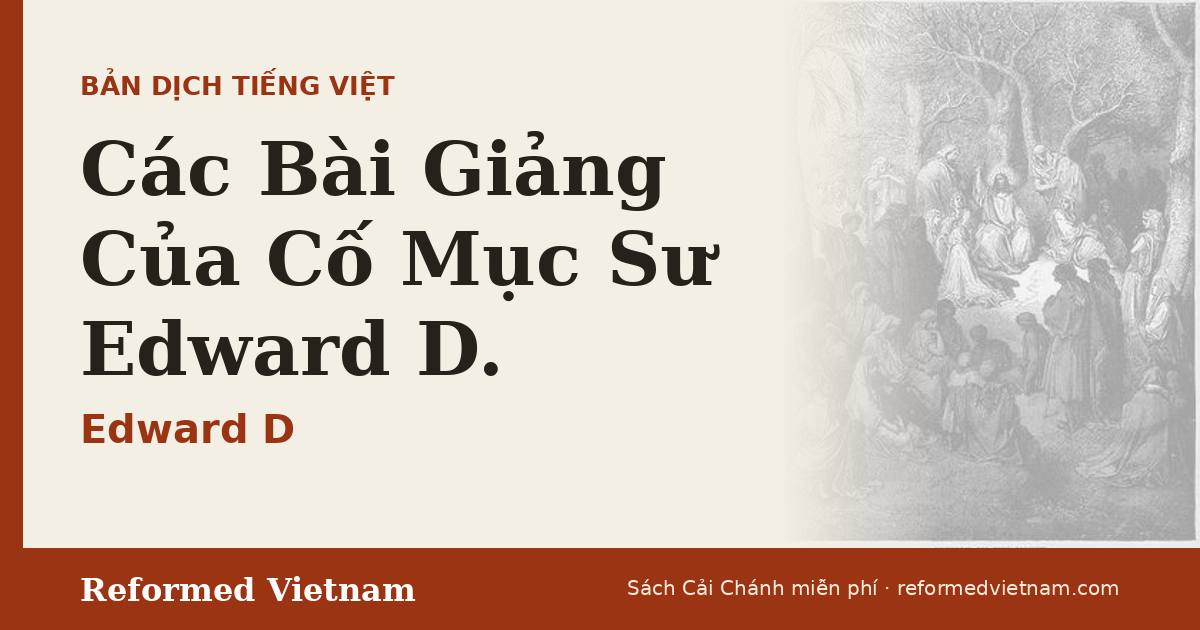 BẢN DỊCH TIẾNG VIỆT
Các Bài Giảng
Của Cố Mục Sư
Edward D.
Edward D
Reformed Vietnam
Sách Cải Chánh miễn phí · reformedvietnam.com